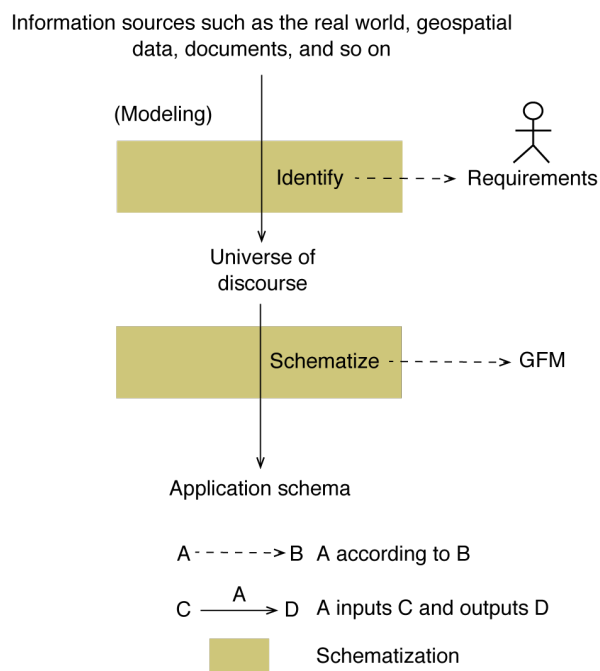 Information sources such as the real world, geospatial
data, documents, and so on
(Modeling)
Identify
Requirements
Universe of
discourse
Schematize
GFM
Application schema
A B A according to B
A
C D A inputs C and outputs D
Schematization